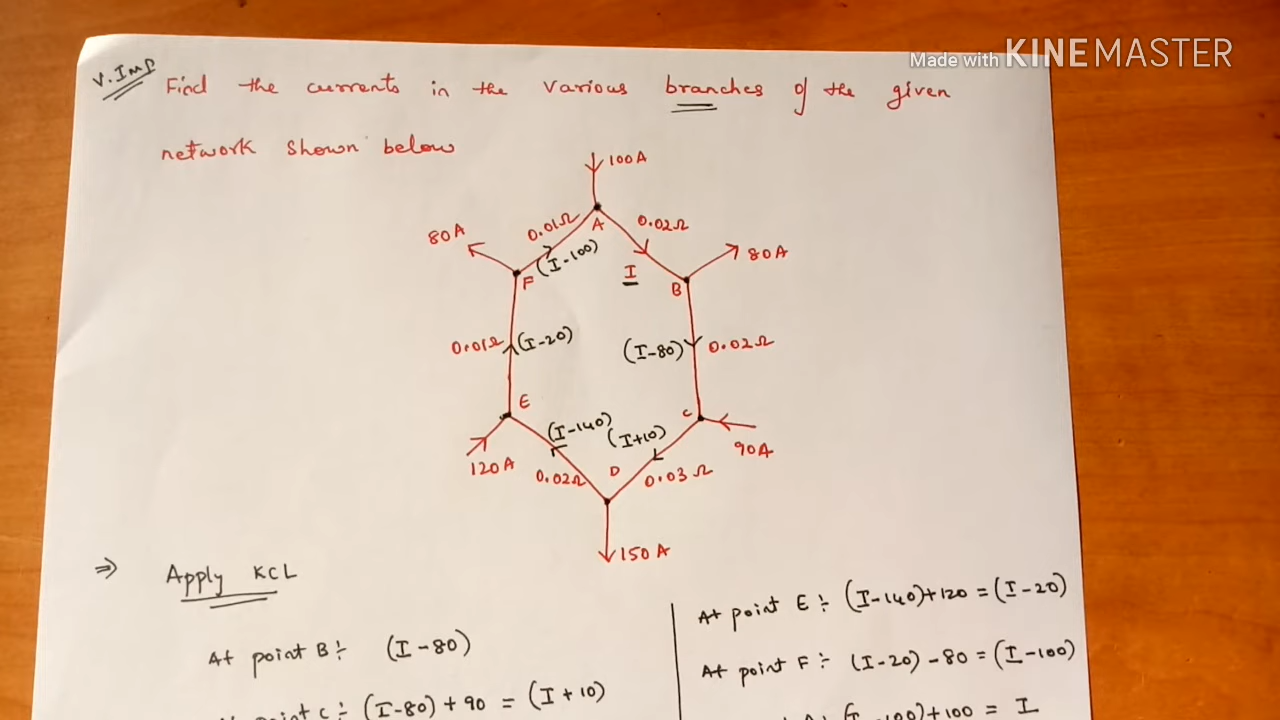 Made with KINEMASTER
V. Imp
Find the currents in the various branches of the given
network shown below
100A
0.01Ω
A
0.02Ω
80A
80A
F
(I-100)
I
B
0.01Ω
(I-20)
(I-80)
0.02Ω
E
C
(I-140)
(I+10)
120A
90A
0.02Ω
D
0.03Ω
150A
⇒ Apply KCL
At point B÷ (I-80)
point C÷ (I-80)+90 = (I+10)
At point E÷ (I-140)+120 = (I-20)
At point F÷ (I-20)-80 = (I-100)
100)+100 = I